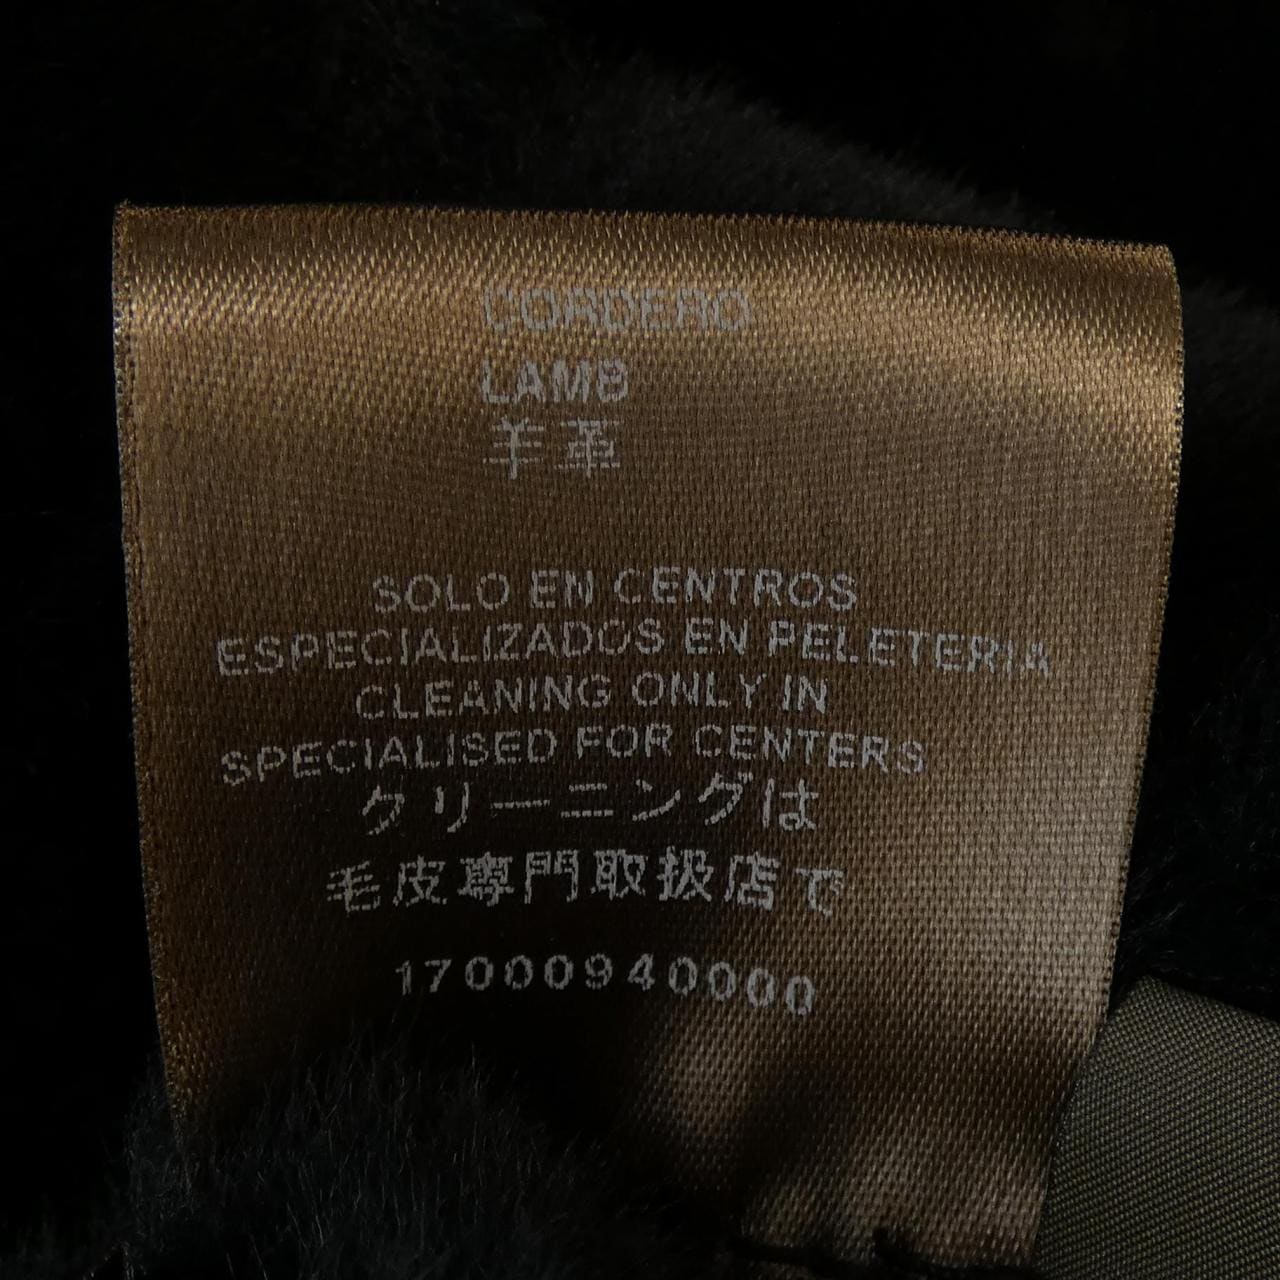 CORDERO
LAMB
羊革
SOLO EN CENTROS
ESPECIALIZADOS EN PELETERIA
CLEANING ONLY IN
SPECIALISED FOR CENTERS
クリーニングは
毛皮専門取扱店で
17000940000